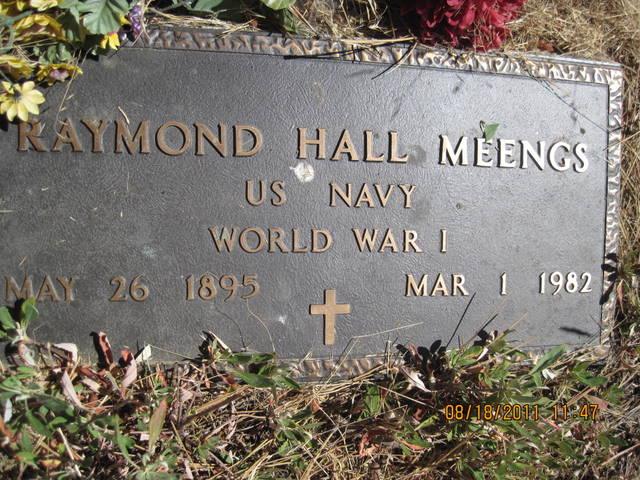 RAYMOND HALL MEENGS
US NAVY
WORLD WAR I
MAY 26 1895 MAR 1 1982
08/18/2011 11:47